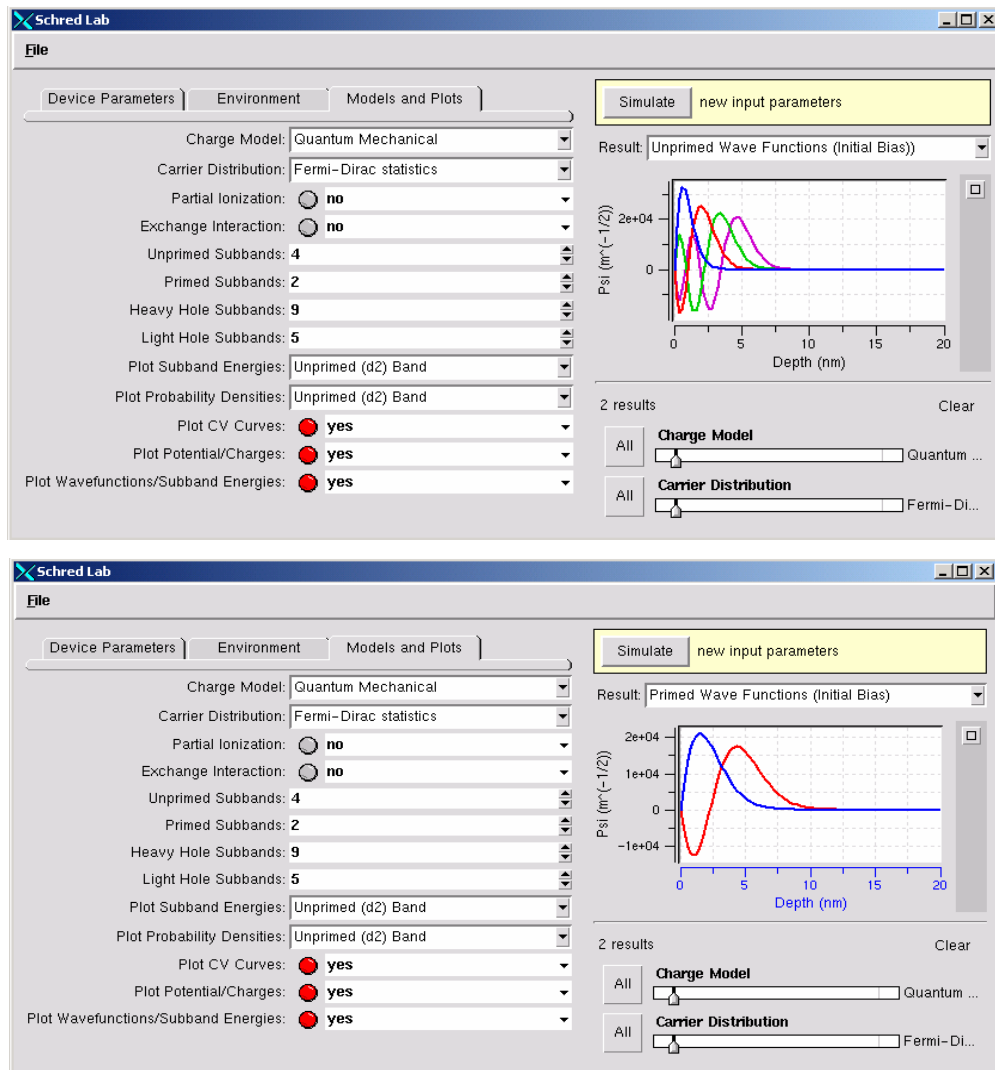 Schred Lab
File
Device Parameters Environment Models and Plots
Simulate new input parameters
Charge Model: Quantum Mechanical
Carrier Distribution: Fermi-Dirac statistics
Partial Ionization: no
Exchange Interaction: no
Unprimed Subbands: 4
Primed Subbands: 2
Heavy Hole Subbands: 9
Light Hole Subbands: 5
Plot Subband Energies: Unprimed (d2) Band
Plot Probability Densities: Unprimed (d2) Band
Plot CV Curves: yes
Plot Potential/Charges: yes
Plot Wavefunctions/Subband Energies: yes
Result: Unprimed Wave Functions (Initial Bias))
Psi (m^(-1/2))
2e+04
0
0 5 10 15 20
Depth (nm)
2 results Clear
All Charge Model
Quantum ...
All Carrier Distribution
Fermi-Di...
Schred Lab
File
Device Parameters Environment Models and Plots
Simulate new input parameters
Charge Model: Quantum Mechanical
Carrier Distribution: Fermi-Dirac statistics
Partial Ionization: no
Exchange Interaction: no
Unprimed Subbands: 4
Primed Subbands: 2
Heavy Hole Subbands: 9
Light Hole Subbands: 5
Plot Subband Energies: Unprimed (d2) Band
Plot Probability Densities: Unprimed (d2) Band
Plot CV Curves: yes
Plot Potential/Charges: yes
Plot Wavefunctions/Subband Energies: yes
Result: Primed Wave Functions (Initial Bias)
Psi (m^(-1/2))
2e+04
1e+04
0
-1e+04
0 5 10 15 20
Depth (nm)
2 results Clear
All Charge Model
Quantum ...
All Carrier Distribution
Fermi-Di...